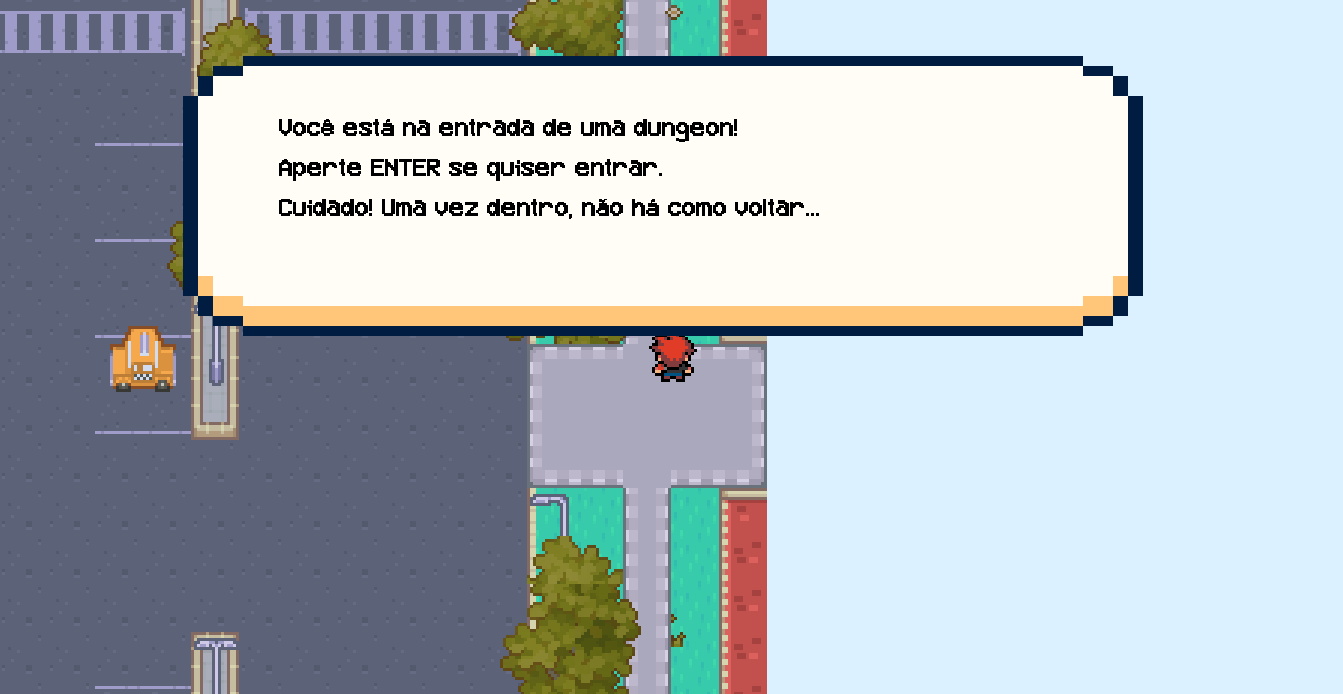 Você está na entrada de uma dungeon!
Aperte ENTER se quiser entrar.
Cuidado! Uma vez dentro, não há como voltar...